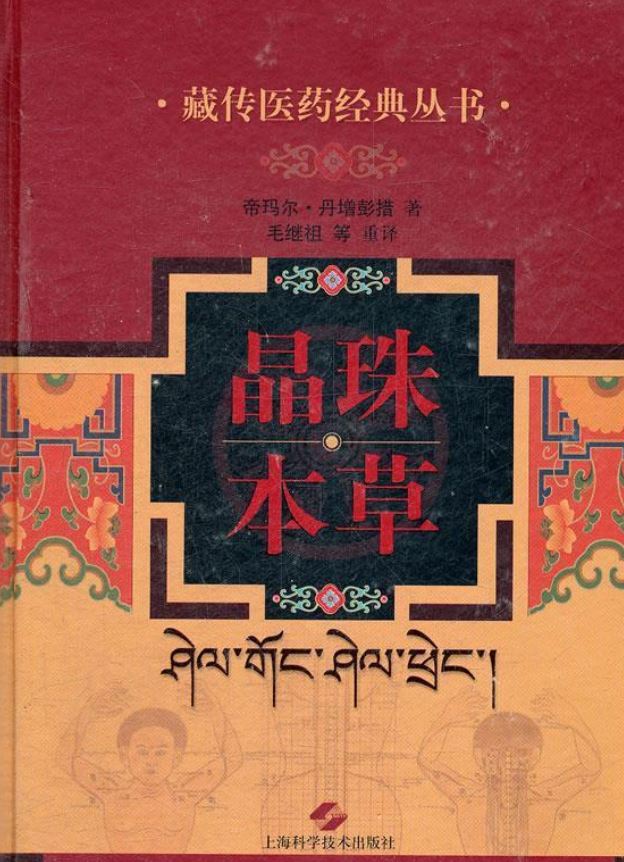 ·藏传医药经典丛书·
帝玛尔·丹增彭措 著
毛继祖 等 重译
晶珠
本草
ཤེལ་གོང་ཤེལ་ཕྲེང་།
上海科学技术出版社